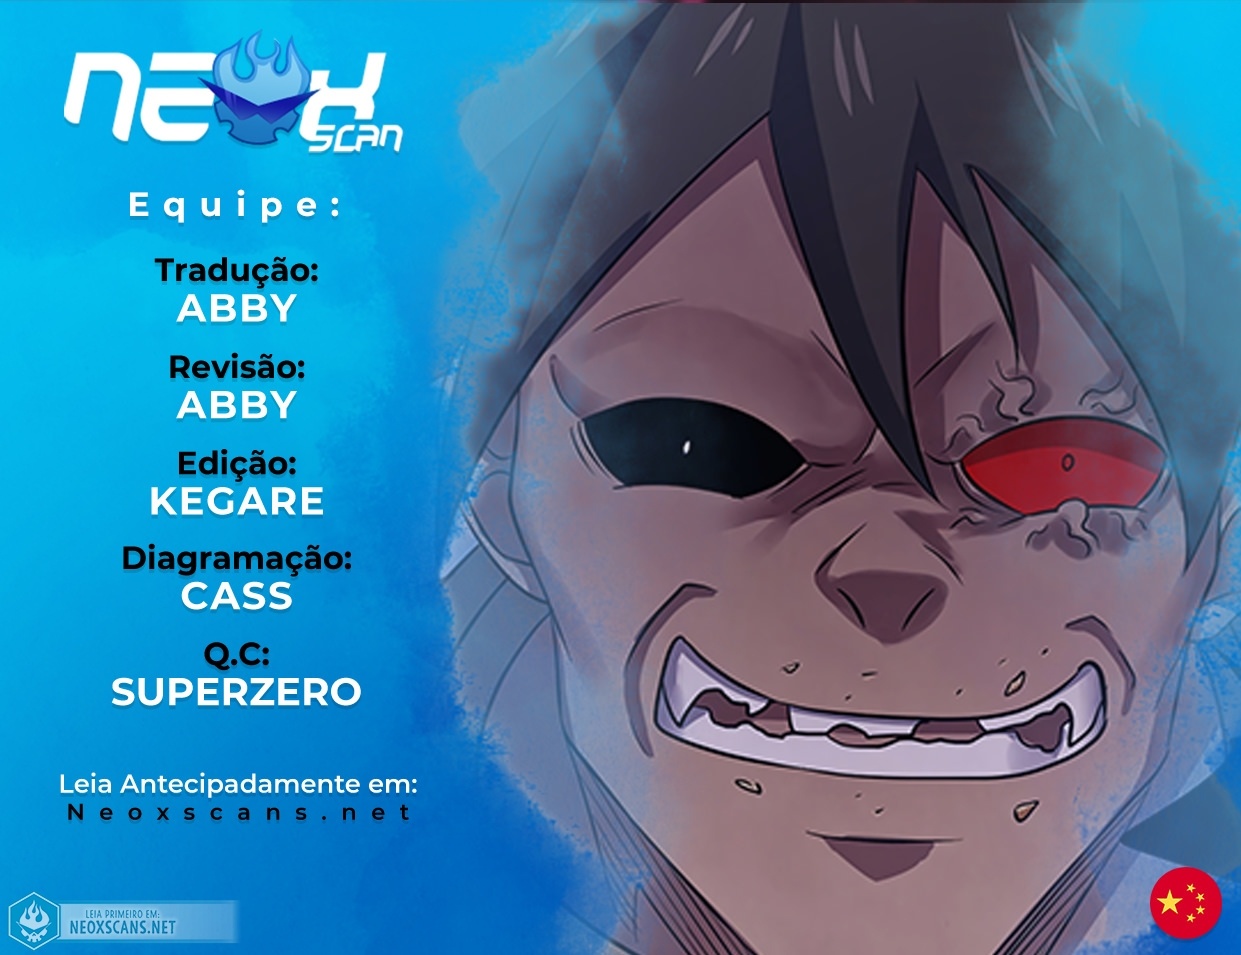 NEOX
SCAN
Equipe:
Tradução:
ABBY
Revisão:
ABBY
Edição:
KEGARE
Diagramação:
CASS
Q.C:
SUPERZERO
Leia Antecipadamente em:
Neoxscans.net
LEIA PRIMEIRO EM:
NEOXSCANS.NET